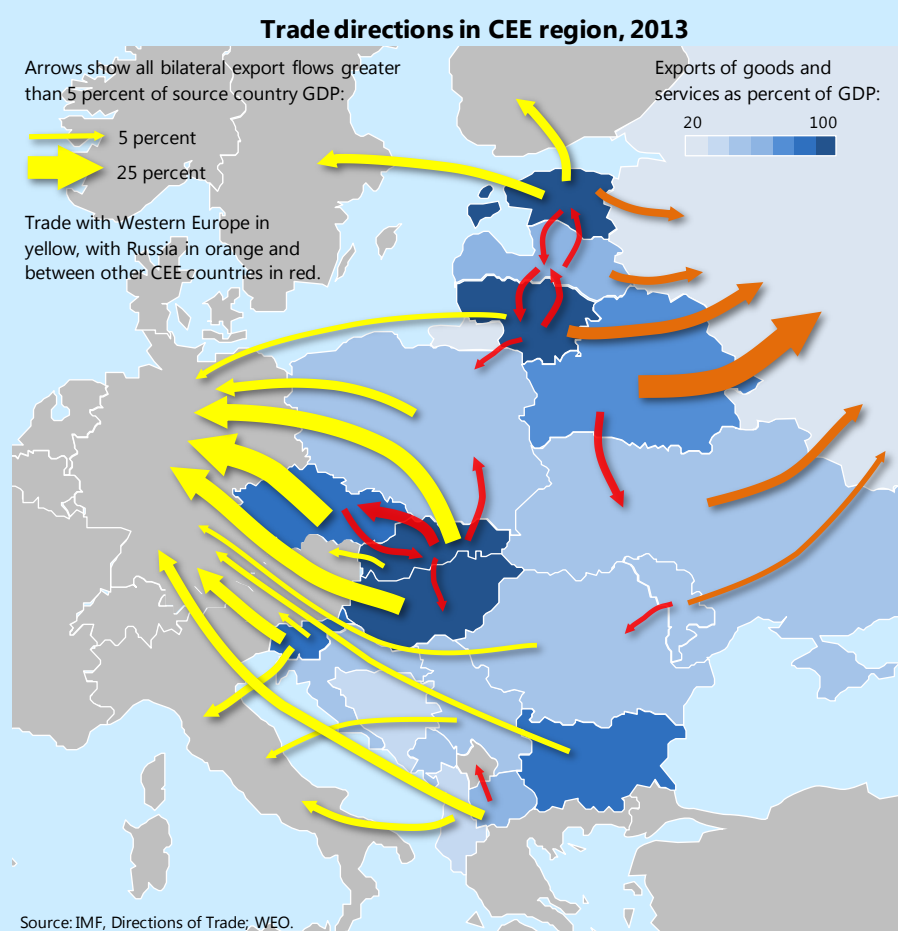 Trade directions in CEE region, 2013
Arrows show all bilateral export flows greater
than 5 percent of source country GDP:
5 percent
25 percent
Trade with Western Europe in
yellow, with Russia in orange and
between other CEE countries in red.
Exports of goods and
services as percent of GDP:
20 100
Source: IMF, Directions of Trade; WEO.